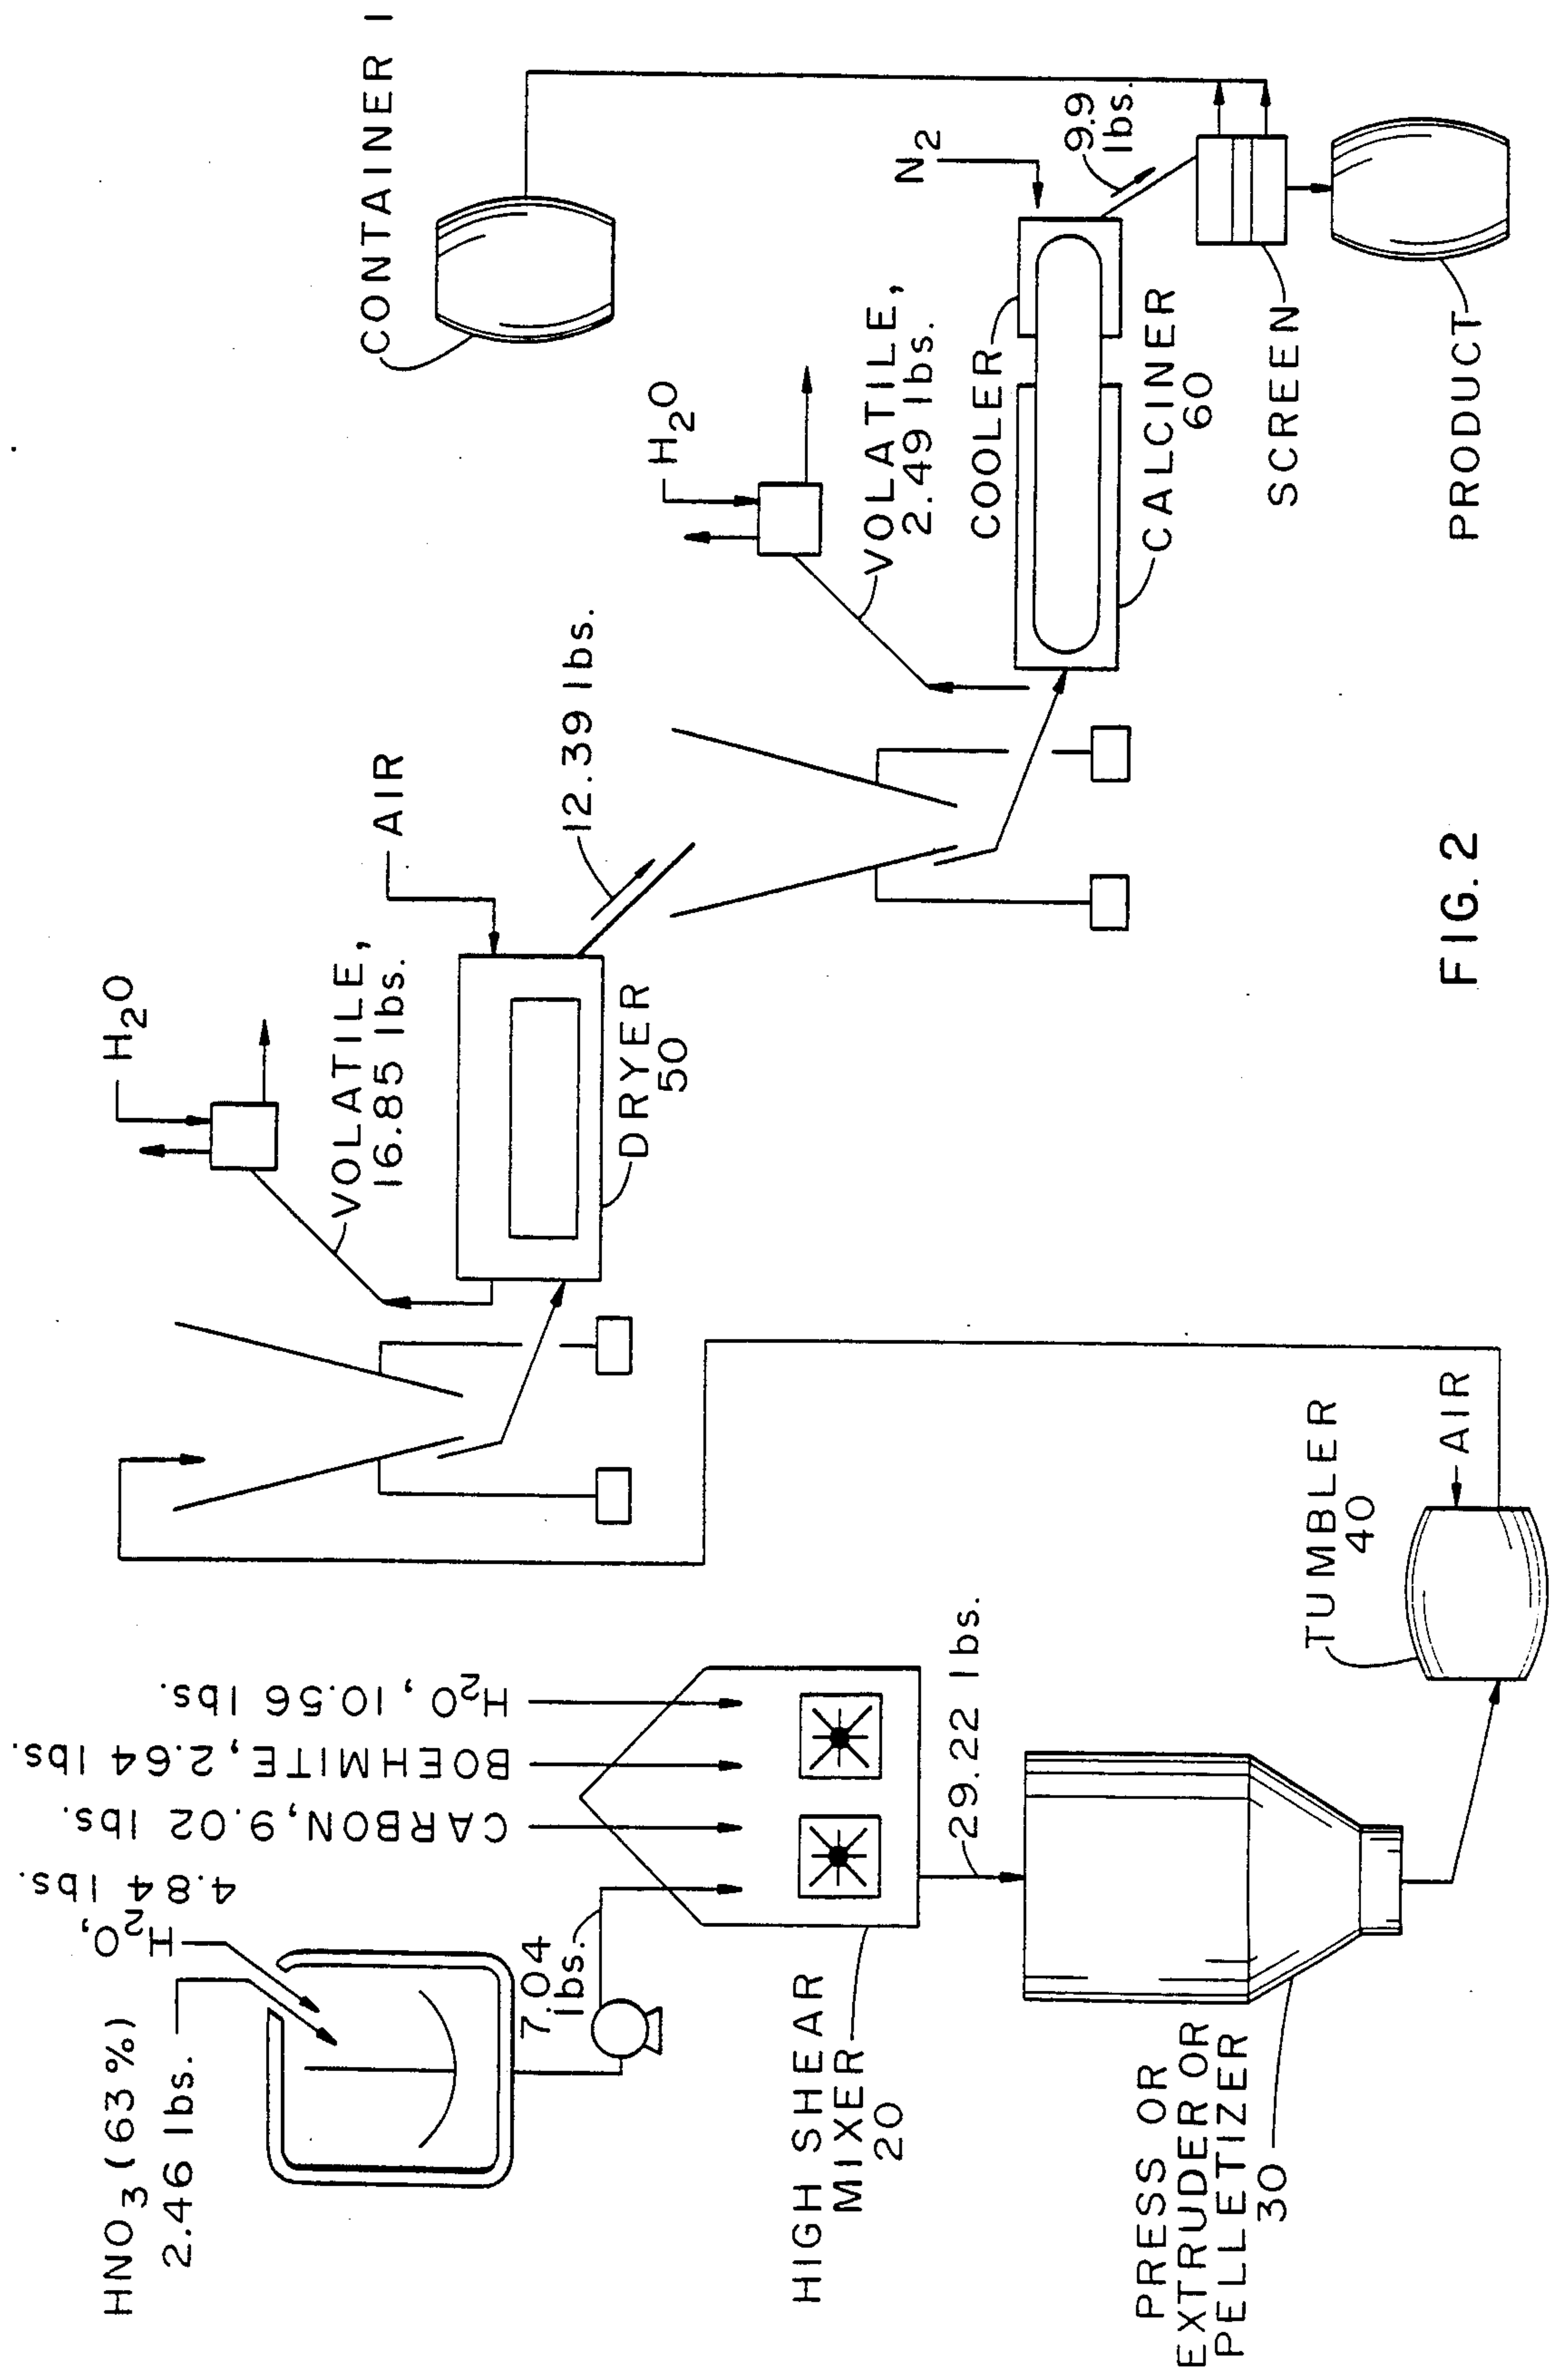 HNO3 (63%)
2.46 lbs.
H2O,
4.84 lbs.
CARBON, 9.02 lbs.
BOEHMITE, 2.64 lbs.
H2O, 10.56 lbs.
7.04
lbs.
HIGH SHEAR
MIXER
20
29.22 lbs.
PRESS OR
EXTRUDER OR
PELLETIZER
30
TUMBLER
40
AIR
H2O
VOLATILE,
16.85 lbs.
DRYER
50
AIR
12.39 lbs.
H2O
VOLATILE,
2.49 lbs.
COOLER
CALCINER
60
N2
9.9
lbs.
CONTAINER I
SCREEN
PRODUCT
FIG. 2